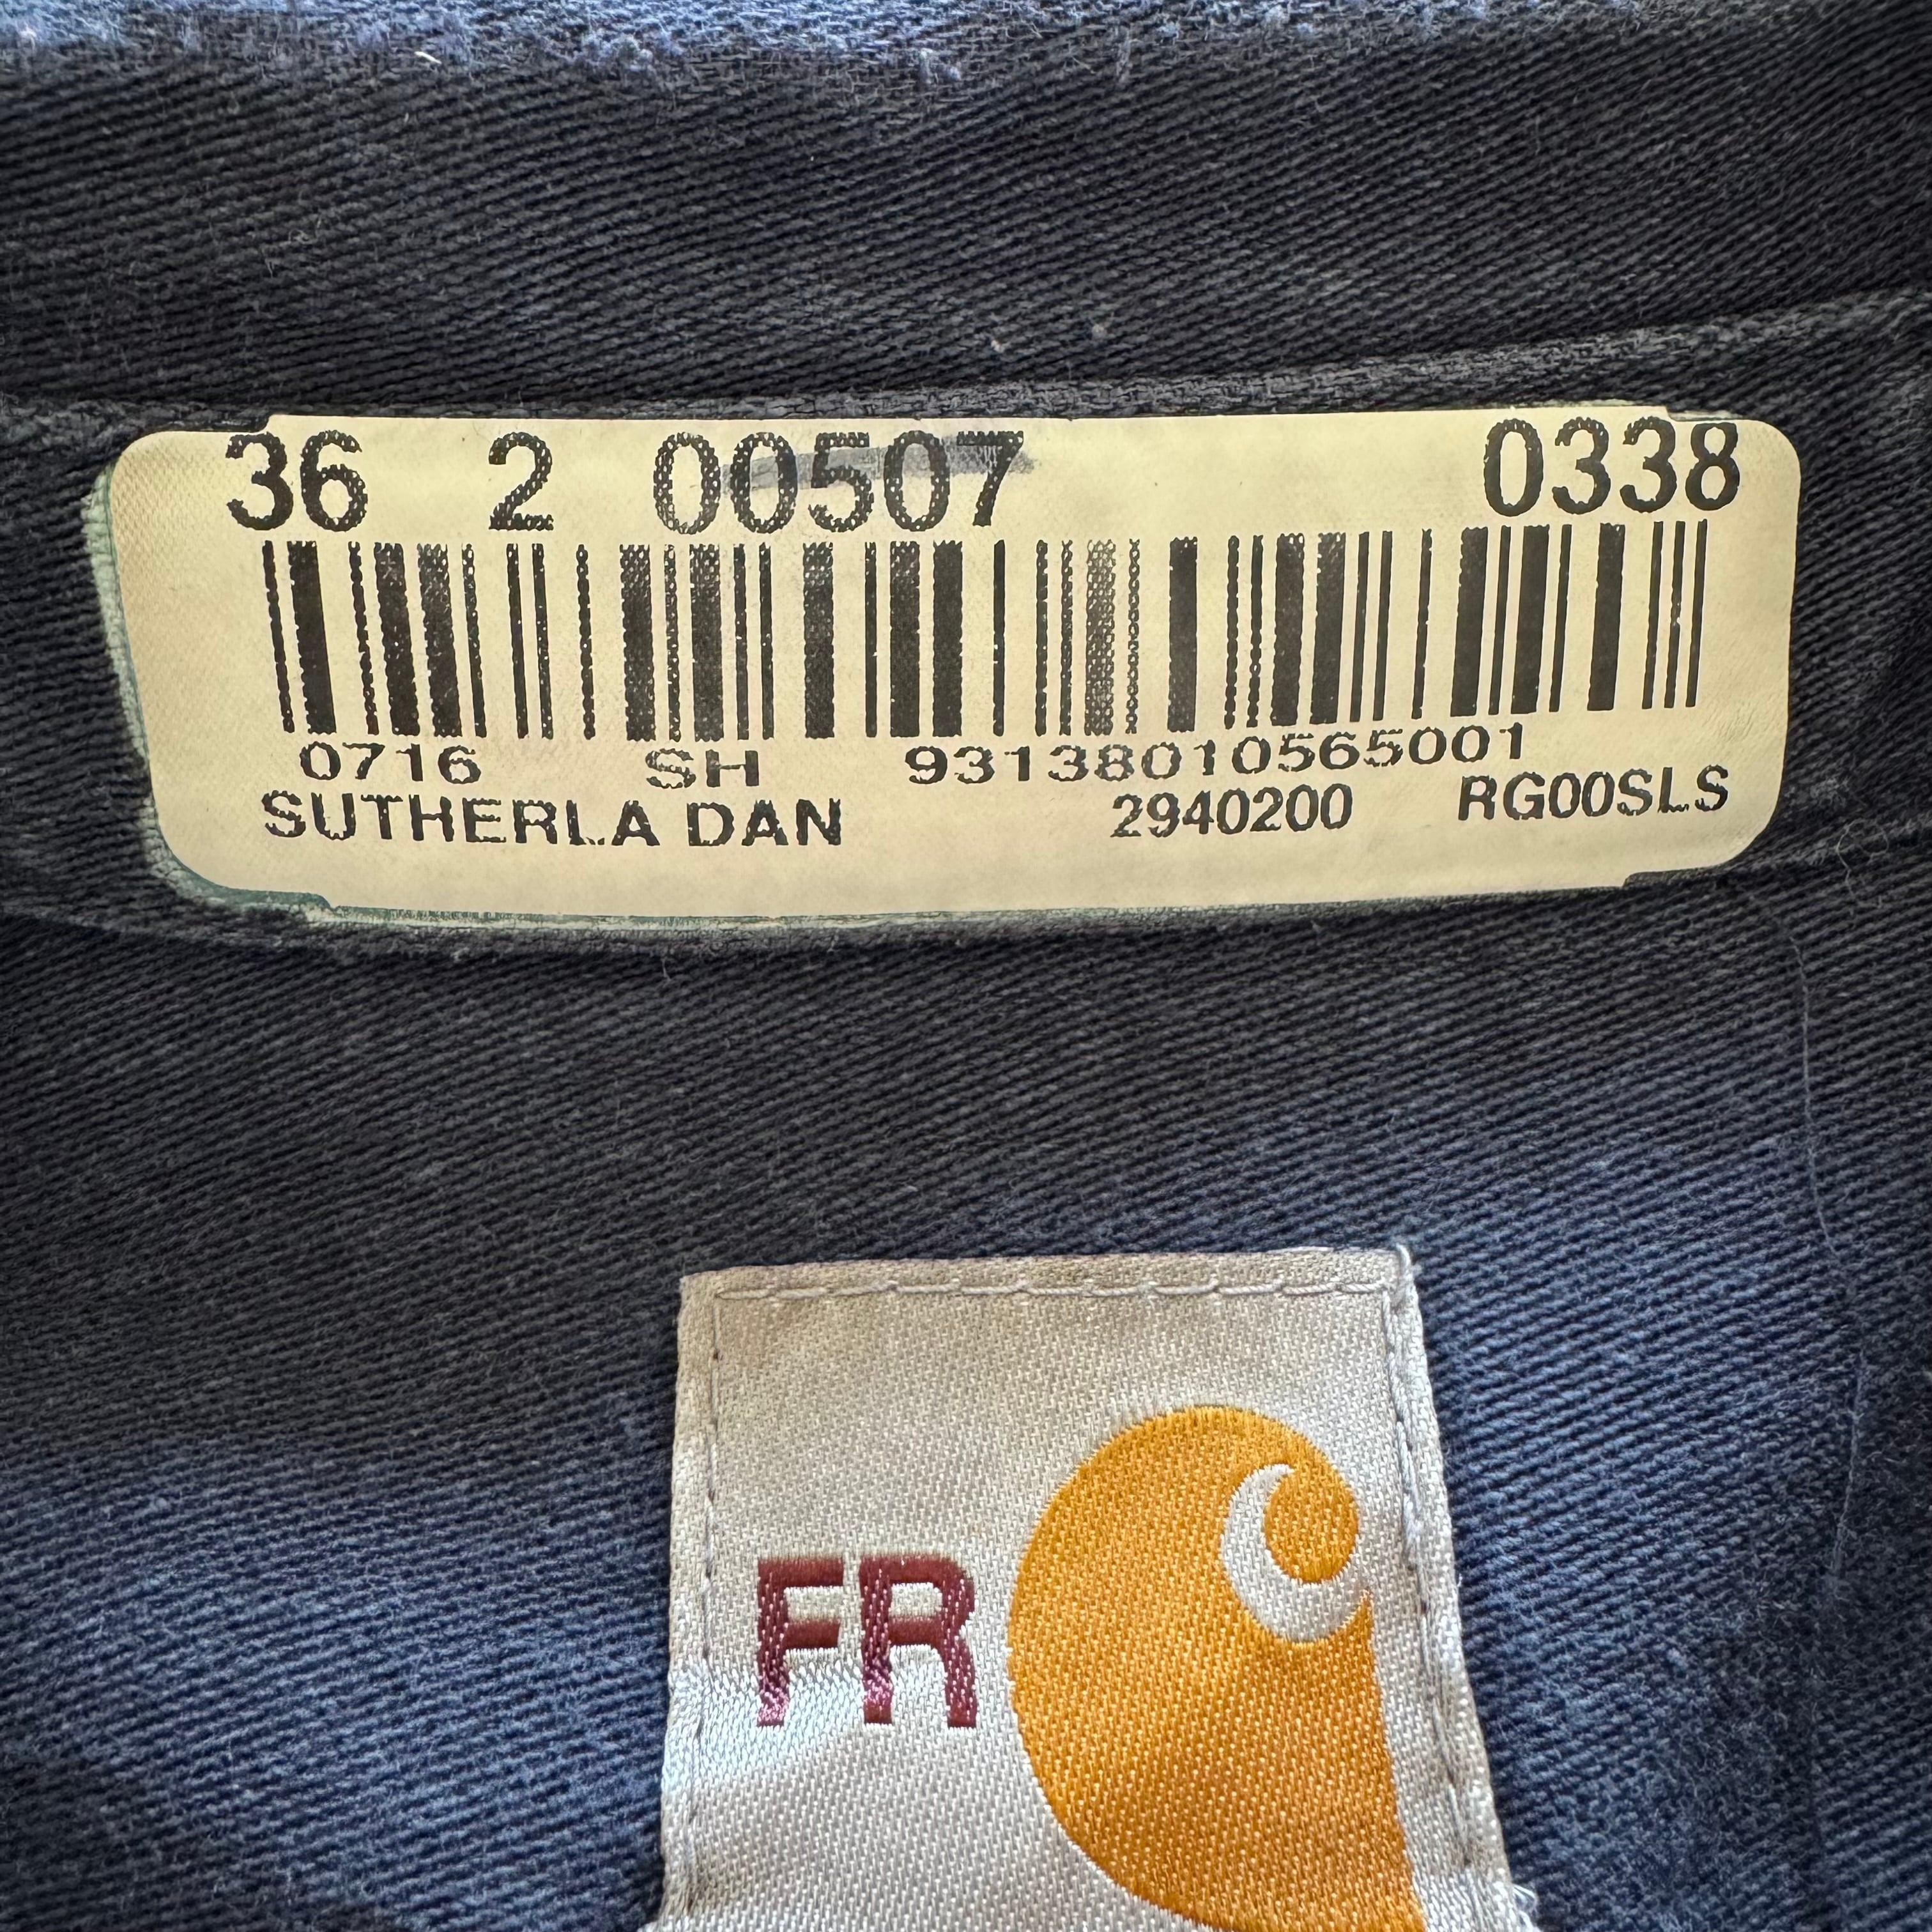 36 2 00507 0338
0716 SH 93138010565001
SUTHERLA DAN 2940200 RG00SLS
FR